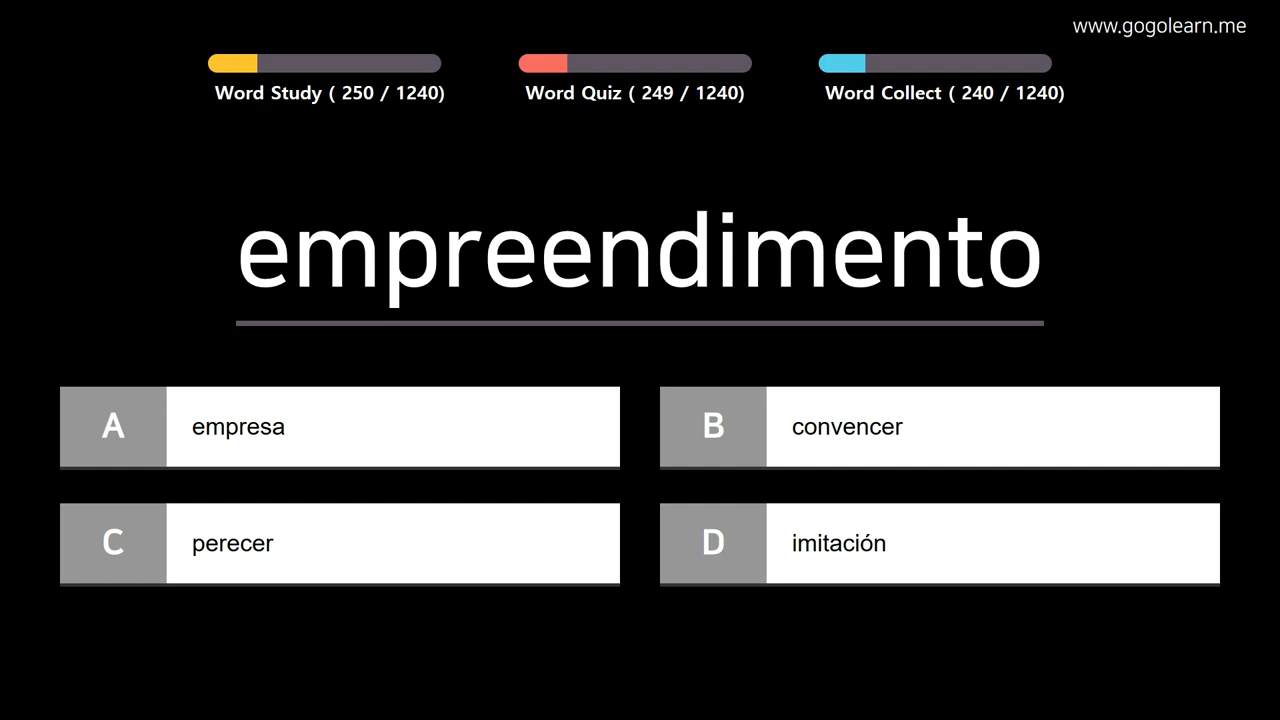 www.gogolearn.me
Word Study ( 250 / 1240)
Word Quiz ( 249 / 1240)
Word Collect ( 240 / 1240)
empreendimento
A empresa
B convencer
C perecer
D imitación